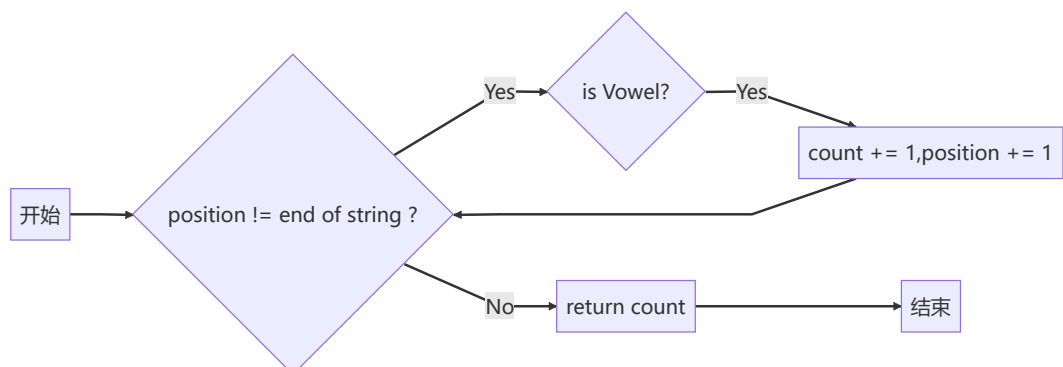 开始
position != end of string ?
Yes
is Vowel?
Yes
count += 1,position += 1
No
return count
结束